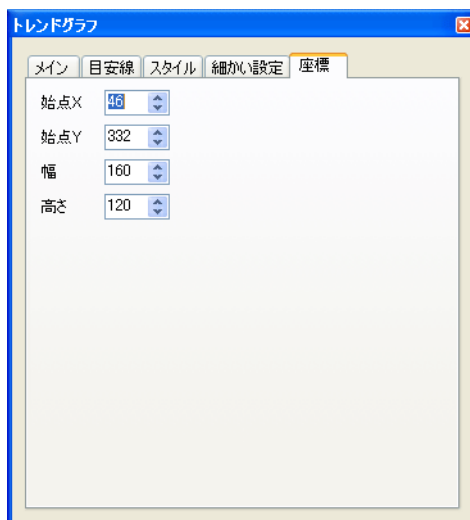 トレンドグラフ
メイン 目安線 スタイル 細かい設定 座標
始点X 46
始点Y 332
幅 160
高さ 120